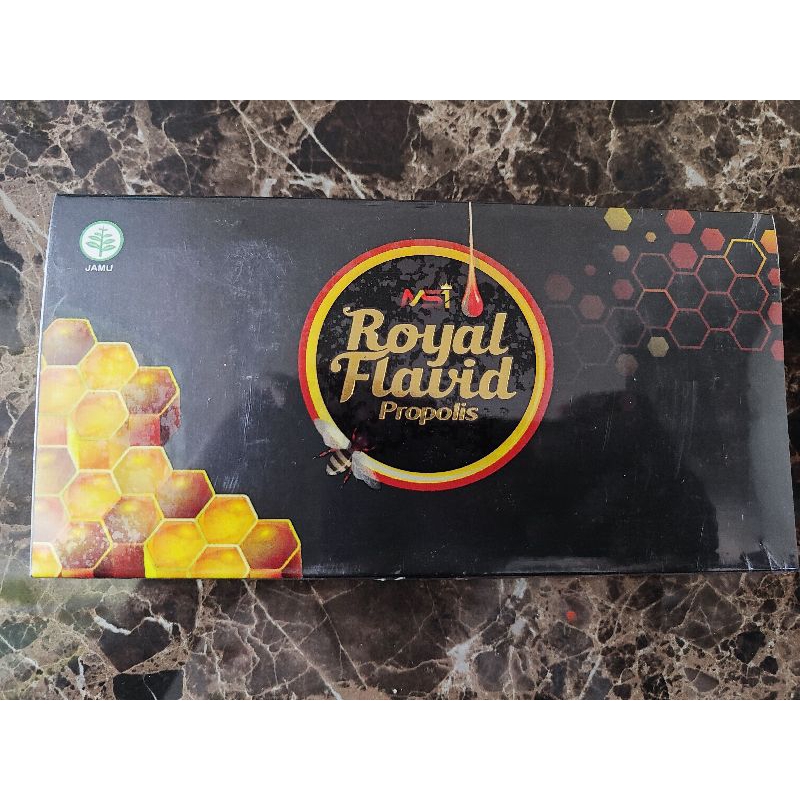 JAMU
MSI
Royal
Flavid
Propolis